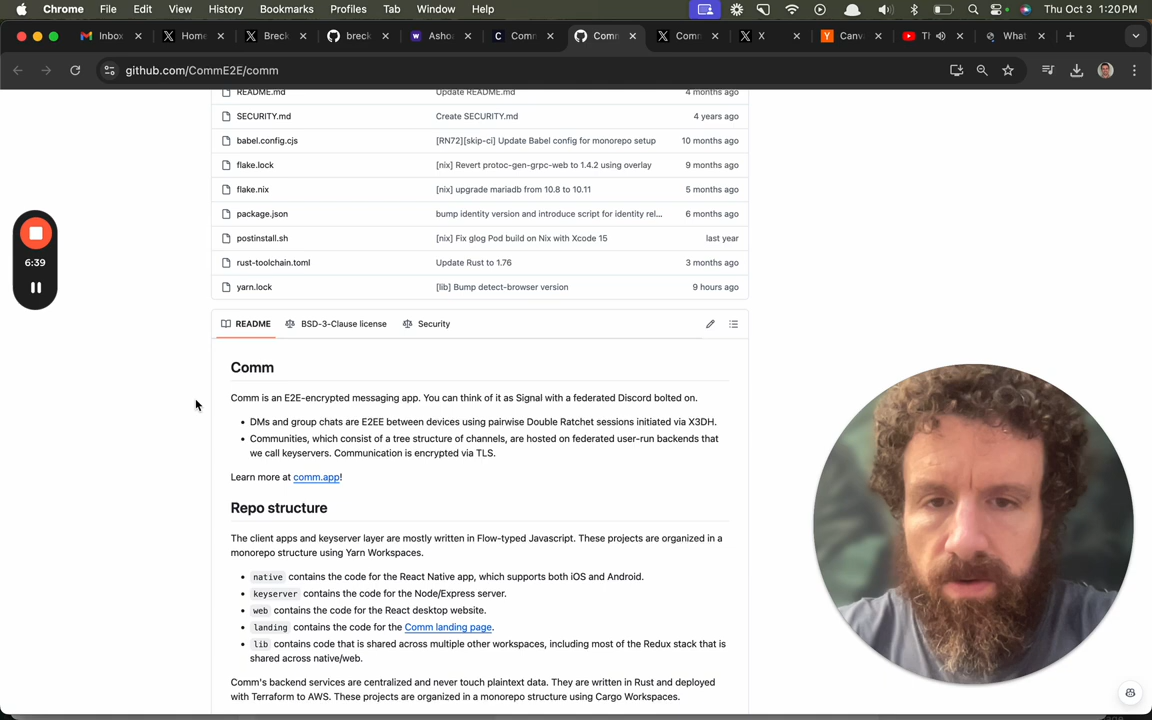 Chrome File Edit View History Bookmarks Profiles Tab Window Help Thu Oct 3 1:20PM
Inbox Home Breck breck Asho Comm Comm Comm X Canva Th What
github.com/CommE2E/comm
README.md Update README.md 4 months ago
SECURITY.md Create SECURITY.md 4 years ago
babel.config.cjs [RN72][skip-ci] Update Babel config for monorepo setup 10 months ago
flake.lock [nix] Revert protoc-gen-grpc-web to 1.4.2 using overlay 9 months ago
flake.nix [nix] upgrade mariadb from 10.8 to 10.11 5 months ago
package.json bump identity version and introduce script for identity rel... 6 months ago
postinstall.sh [nix] Fix glog Pod build on Nix with Xcode 15 last year
rust-toolchain.toml Update Rust to 1.76 3 months ago
yarn.lock [lib] Bump detect-browser version 9 hours ago
6:39
README BSD-3-Clause license Security
Comm
Comm is an E2E-encrypted messaging app. You can think of it as Signal with a federated Discord bolted on.
• DMs and group chats are E2EE between devices using pairwise Double Ratchet sessions initiated via X3DH.
• Communities, which consist of a tree structure of channels, are hosted on federated user-run backends that
we call keyservers. Communication is encrypted via TLS.
Learn more at comm.app!
Repo structure
The client apps and keyserver layer are mostly written in Flow-typed Javascript. These projects are organized in a
monorepo structure using Yarn Workspaces.
• native contains the code for the React Native app, which supports both iOS and Android.
• keyserver contains the code for the Node/Express server.
• web contains the code for the React desktop website.
• landing contains the code for the Comm landing page.
• lib contains code that is shared across multiple other workspaces, including most of the Redux stack that is
shared across native/web.
Comm's backend services are centralized and never touch plaintext data. They are written in Rust and deployed
with Terraform to AWS. These projects are organized in a monorepo structure using Cargo Workspaces.